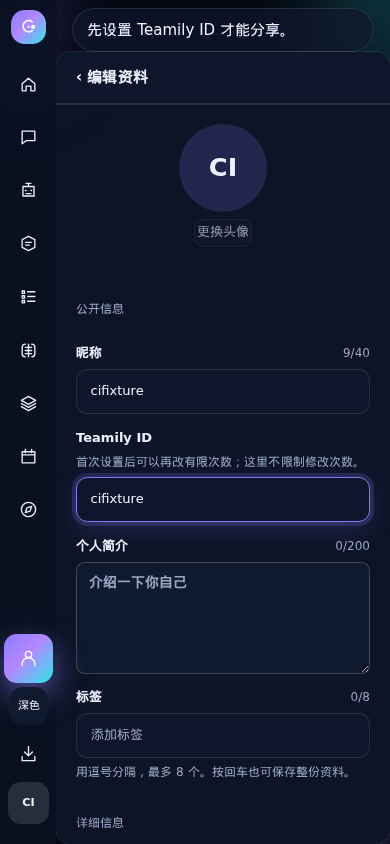 先设置 Teamily ID 才能分享。
‹ 编辑资料
CI
更换头像
公开信息
昵称 9/40
cifixture
Teamily ID
首次设置后可以再改有限次数；这里不限制修改次数。
cifixture
个人简介 0/200
介绍一下你自己
标签 0/8
添加标签
用逗号分隔，最多 8 个。按回车也可保存整份资料。
详细信息
深色
CI